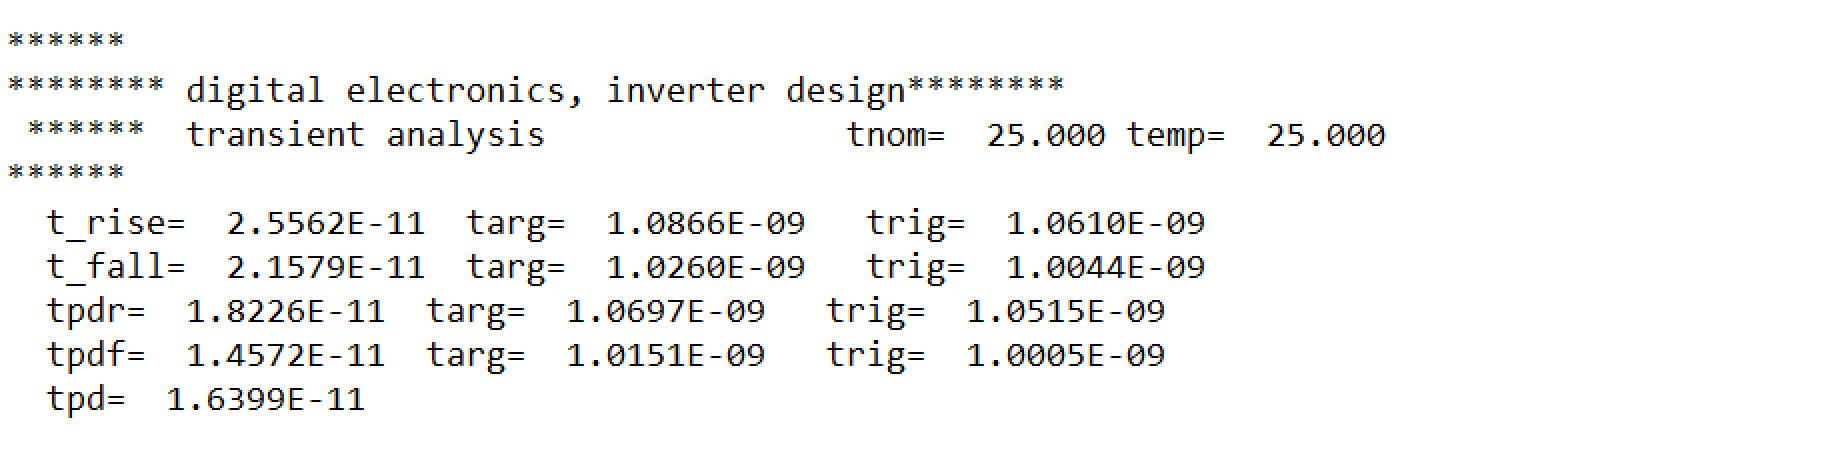 ******
******** digital electronics, inverter design********
****** transient analysis tnom= 25.000 temp= 25.000
******
t_rise= 2.5562E-11 targ= 1.0866E-09 trig= 1.0610E-09
t_fall= 2.1579E-11 targ= 1.0260E-09 trig= 1.0044E-09
tpdr= 1.8226E-11 targ= 1.0697E-09 trig= 1.0515E-09
tpdf= 1.4572E-11 targ= 1.0151E-09 trig= 1.0005E-09
tpd= 1.6399E-11